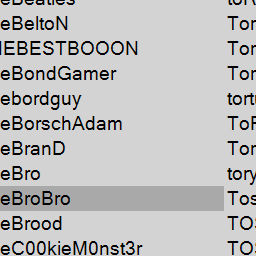 eBeatles
eBeltoN Tor
IEBESTBOOON Tor
eBondGamer Tor
ebordguy tort
eBorschAdam ToF
eBranD Tor
eBro tory
eBroBro Tos
eBrood TOS
eC00kieM0nst3r TOS